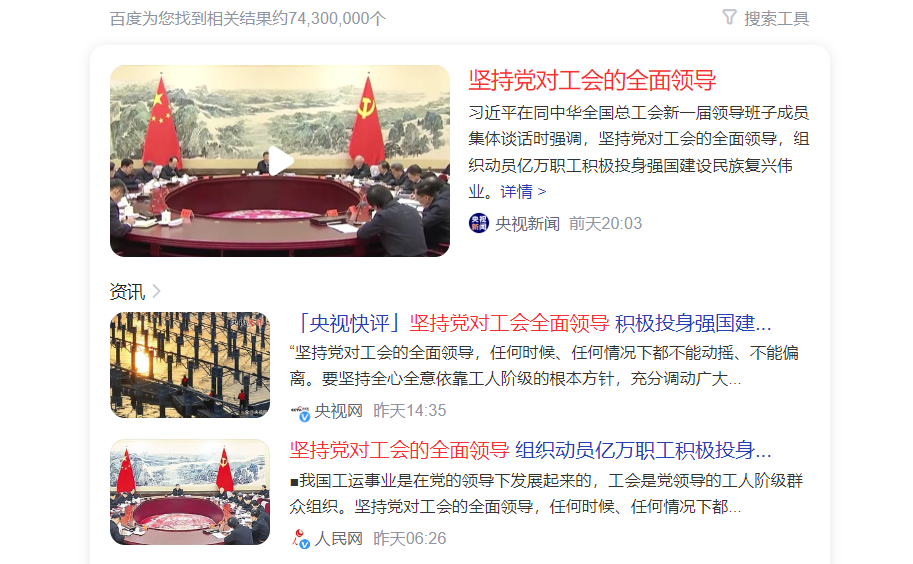 百度为您找到相关结果约74,300,000个
搜索工具
坚持党对工会的全面领导
习近平在同中华全国总工会新一届领导班子成员
集体谈话时强调，坚持党对工会的全面领导，组
织动员亿万职工积极投身强国建设民族复兴伟
业。详情 >
央视新闻 前天20:03
资讯 >
「央视快评」坚持党对工会全面领导 积极投身强国建...
“坚持党对工会的全面领导，任何时候、任何情况下都不能动摇、不能偏
离。要坚持全心全意依靠工人阶级的根本方针，充分调动广大...
央视网 昨天14:35
坚持党对工会的全面领导 组织动员亿万职工积极投身...
■我国工运事业是在党的领导下发展起来的，工会是党领导的工人阶级群
众组织。坚持党对工会的全面领导，任何时候、任何情况下都...
人民网 昨天06:26